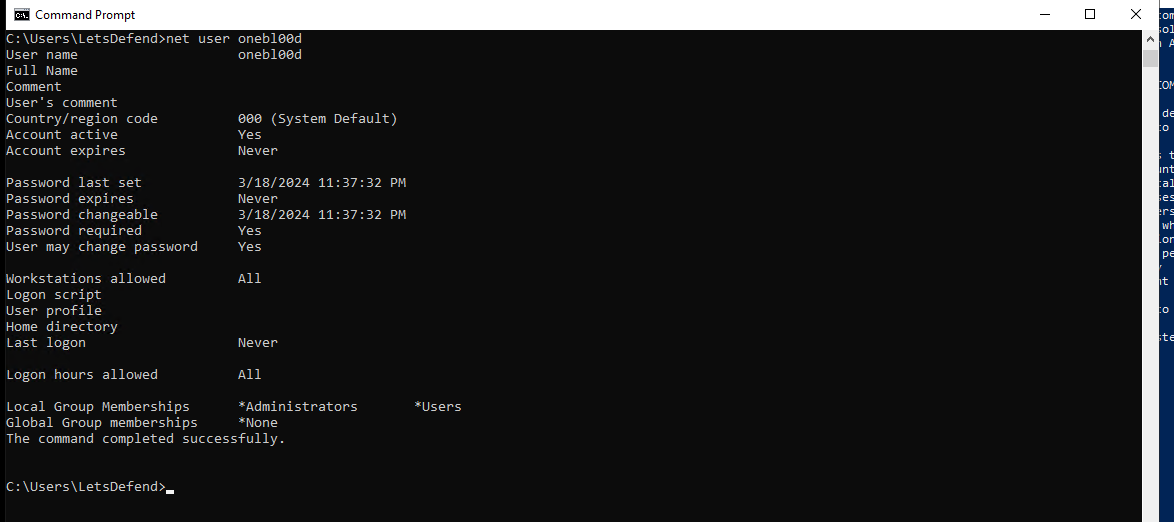 Command Prompt
C:\Users\LetsDefend>net user onebl00d
User name                    onebl00d
Full Name
Comment
User's comment
Country/region code          000 (System Default)
Account active               Yes
Account expires              Never

Password last set            3/18/2024 11:37:32 PM
Password expires             Never
Password changeable          3/18/2024 11:37:32 PM
Password required            Yes
User may change password     Yes

Workstations allowed         All
Logon script
User profile
Home directory
Last logon                   Never

Logon hours allowed          All

Local Group Memberships      *Administrators       *Users
Global Group memberships     *None
The command completed successfully.

C:\Users\LetsDefend>